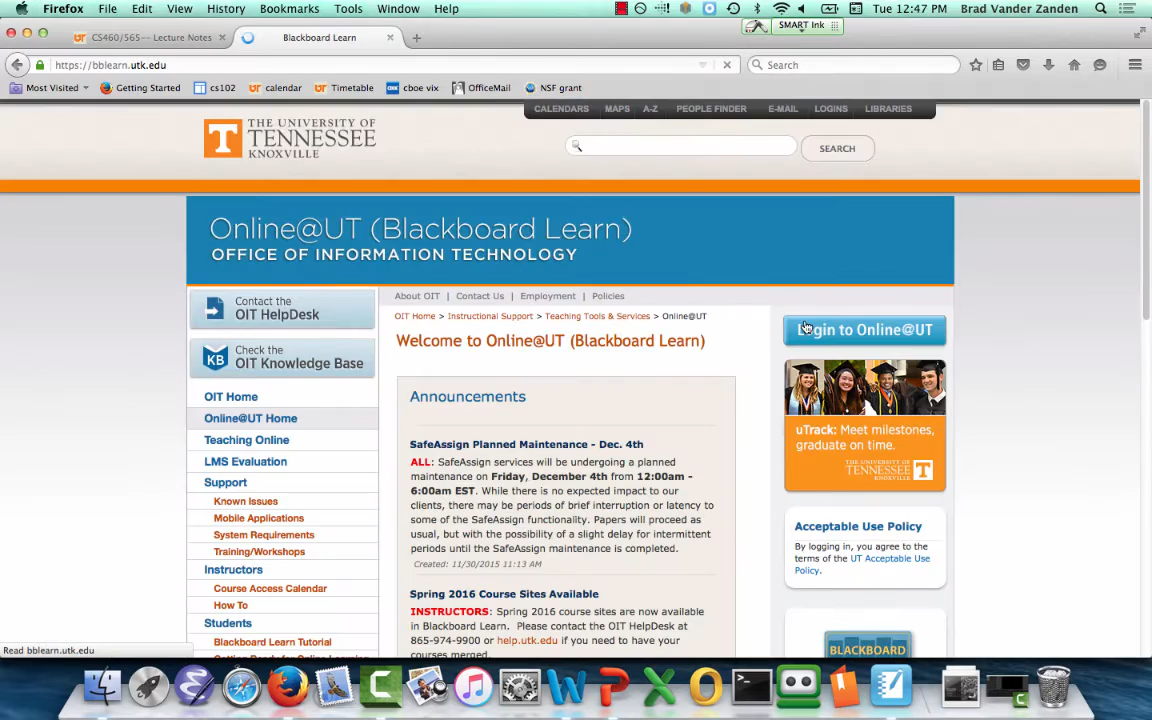 Firefox File Edit View History Bookmarks Tools Window Help Tue 12:47 PM Brad Vander Zanden
SMART Ink
CS460/565-- Lecture Notes Blackboard Learn
https://bblearn.utk.edu Search
Most Visited Getting Started cs102 calendar Timetable cboe vix OfficeMail NSF grant
CALENDARS MAPS A-Z PEOPLE FINDER E-MAIL LOGINS LIBRARIES
THE UNIVERSITY OF
TENNESSEE
KNOXVILLE
SEARCH
Online@UT (Blackboard Learn)
OFFICE OF INFORMATION TECHNOLOGY
Contact the
OIT HelpDesk
KB
Check the
OIT Knowledge Base
OIT Home
Online@UT Home
Teaching Online
LMS Evaluation
Support
Known Issues
Mobile Applications
System Requirements
Training/Workshops
Instructors
Course Access Calendar
How To
Students
Blackboard Learn Tutorial
About OIT | Contact Us | Employment | Policies
OIT Home > Instructional Support > Teaching Tools & Services > Online@UT
Welcome to Online@UT (Blackboard Learn)
Announcements
SafeAssign Planned Maintenance - Dec. 4th
ALL: SafeAssign services will be undergoing a planned
maintenance on Friday, December 4th from 12:00am -
6:00am EST. While there is no expected impact to our
clients, there may be periods of brief interruption or latency to
some of the SafeAssign functionality. Papers will proceed as
usual, but with the possibility of a slight delay for intermittent
periods until the SafeAssign maintenance is completed.
Created: 11/30/2015 11:13 AM
Spring 2016 Course Sites Available
INSTRUCTORS: Spring 2016 course sites are now available
in Blackboard Learn. Please contact the OIT HelpDesk at
865-974-9900 or help.utk.edu if you need to have your
courses merged.
Login to Online@UT
uTrack: Meet milestones,
graduate on time.
THE UNIVERSITY OF
TENNESSEE
KNOXVILLE
Acceptable Use Policy
By logging in, you agree to the
terms of the UT Acceptable Use
Policy.
BLACKBOARD
Read bblearn.utk.edu